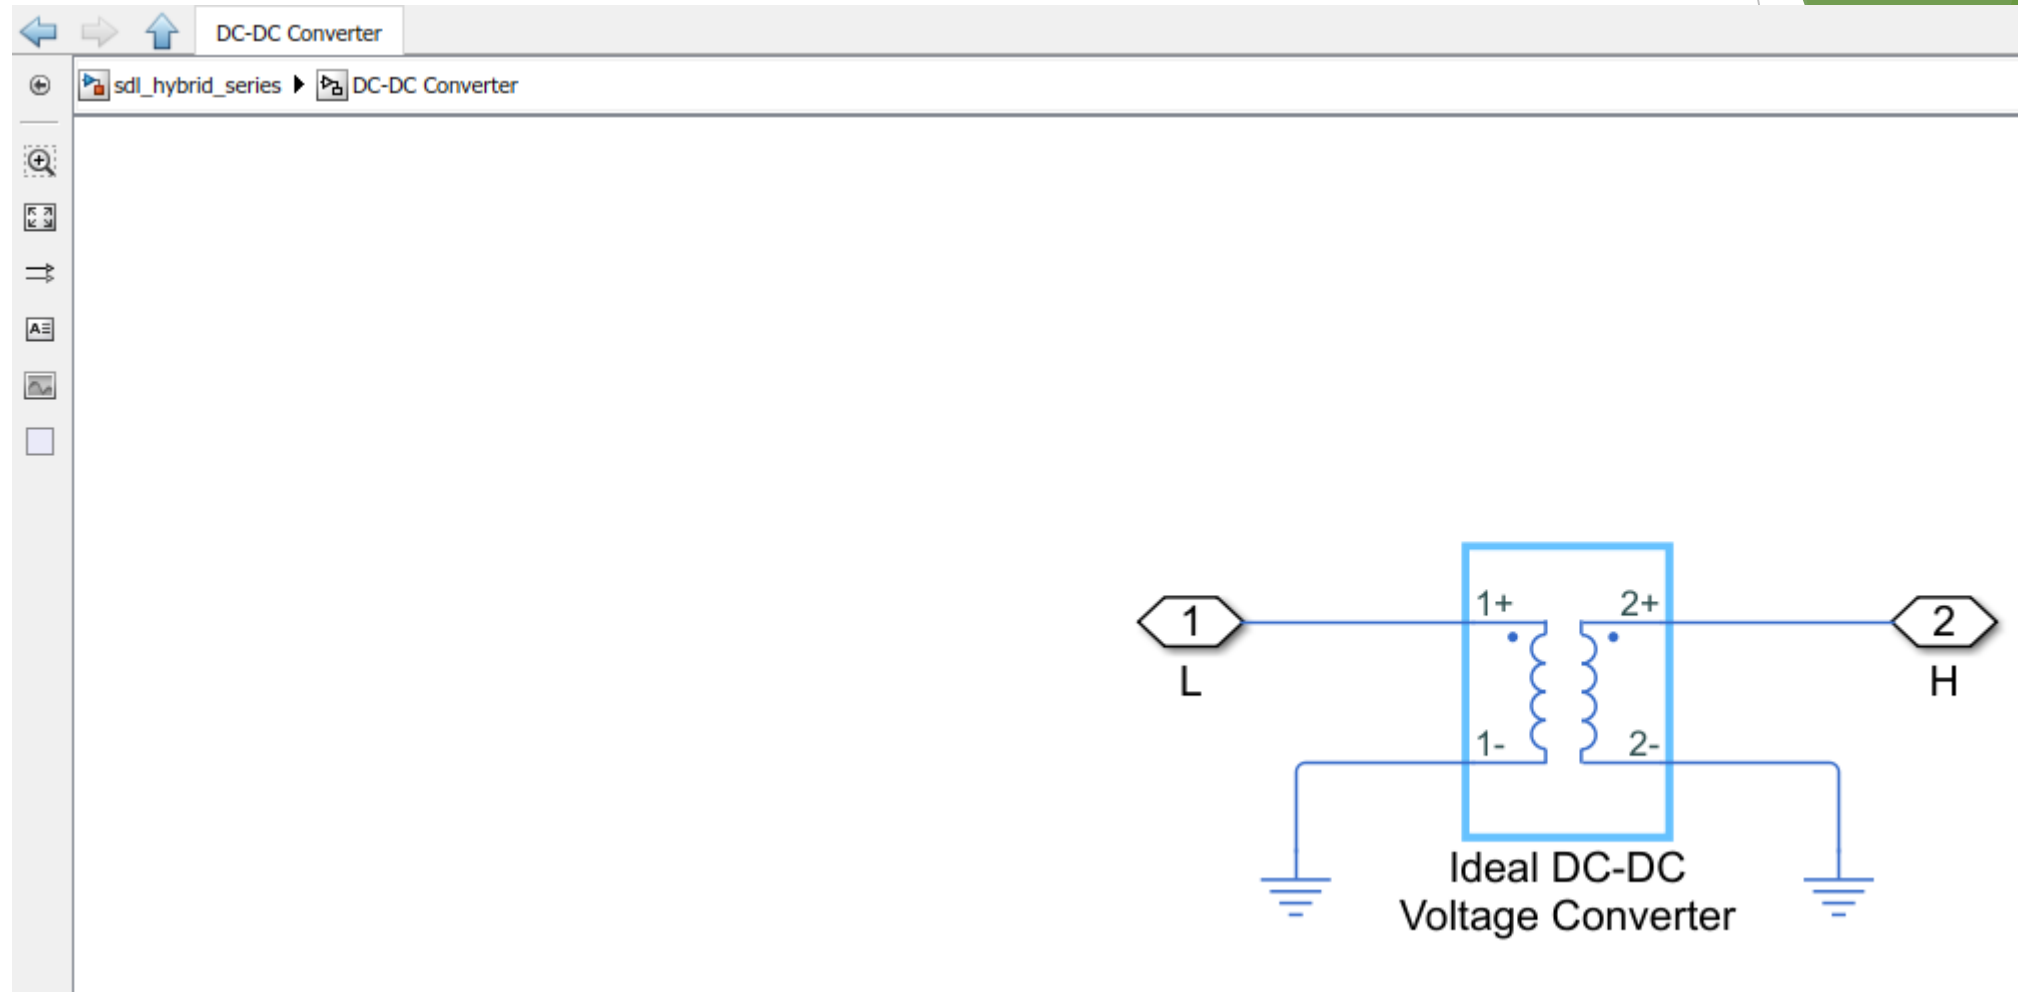 DC-DC Converter
sdl_hybrid_series DC-DC Converter
1+ 2+
1 2
L H
1- 2-
Ideal DC-DC
Voltage Converter